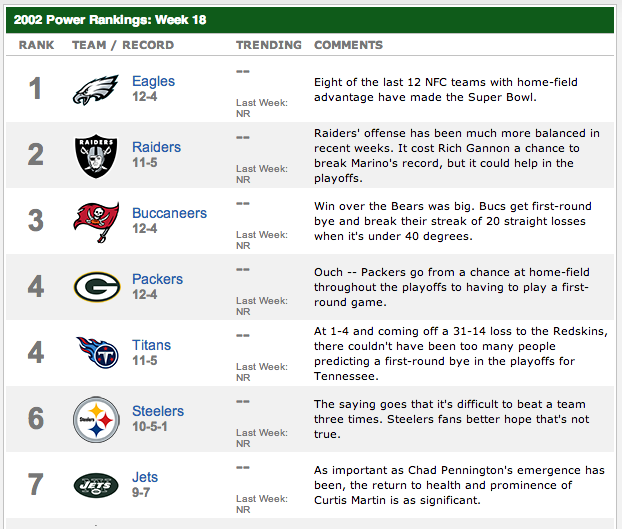 2002 Power Rankings: Week 18
RANK TEAM / RECORD TRENDING COMMENTS
1 Eagles 12-4 --
Last Week: NR
Eight of the last 12 NFC teams with home-field
advantage have made the Super Bowl.
2 RAIDERS Raiders 11-5 --
Last Week: NR
Raiders' offense has been much more balanced in
recent weeks. It cost Rich Gannon a chance to
break Marino's record, but it could help in the
playoffs.
3 Buccaneers 12-4 --
Last Week: NR
Win over the Bears was big. Bucs get first-round
bye and break their streak of 20 straight losses
when it's under 40 degrees.
4 G Packers 12-4 --
Last Week: NR
Ouch -- Packers go from a chance at home-field
throughout the playoffs to having to play a first-
round game.
4 T Titans 11-5 --
Last Week: NR
At 1-4 and coming off a 31-14 loss to the Redskins,
there couldn't have been too many people
predicting a first-round bye in the playoffs for
Tennessee.
6 Steelers Steelers 10-5-1 --
Last Week: NR
The saying goes that it's difficult to beat a team
three times. Steelers fans better hope that's not
true.
7 JETS Jets 9-7 --
Last Week: NR
As important as Chad Pennington's emergence has
been, the return to health and prominence of
Curtis Martin is as significant.